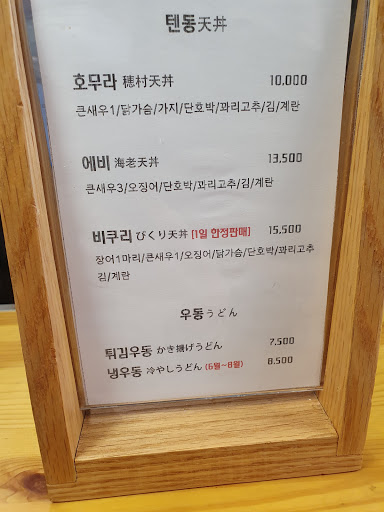 텐동天丼
호무라 穂村天丼 10,000
큰새우1/닭가슴/가지/단호박/꽈리고추/김/계란
에비 海老天丼 13,500
큰새우3/오징어/단호박/꽈리고추/김/계란
비쿠리 びくり天丼 [1일 한정판매] 15,500
장어1마리/큰새우1/오징어/닭가슴/단호박/꽈리고추
김/계란
우동うどん
튀김우동 かき揚げうどん 7,500
냉우동 冷やしうどん (6월~8월) 8,500